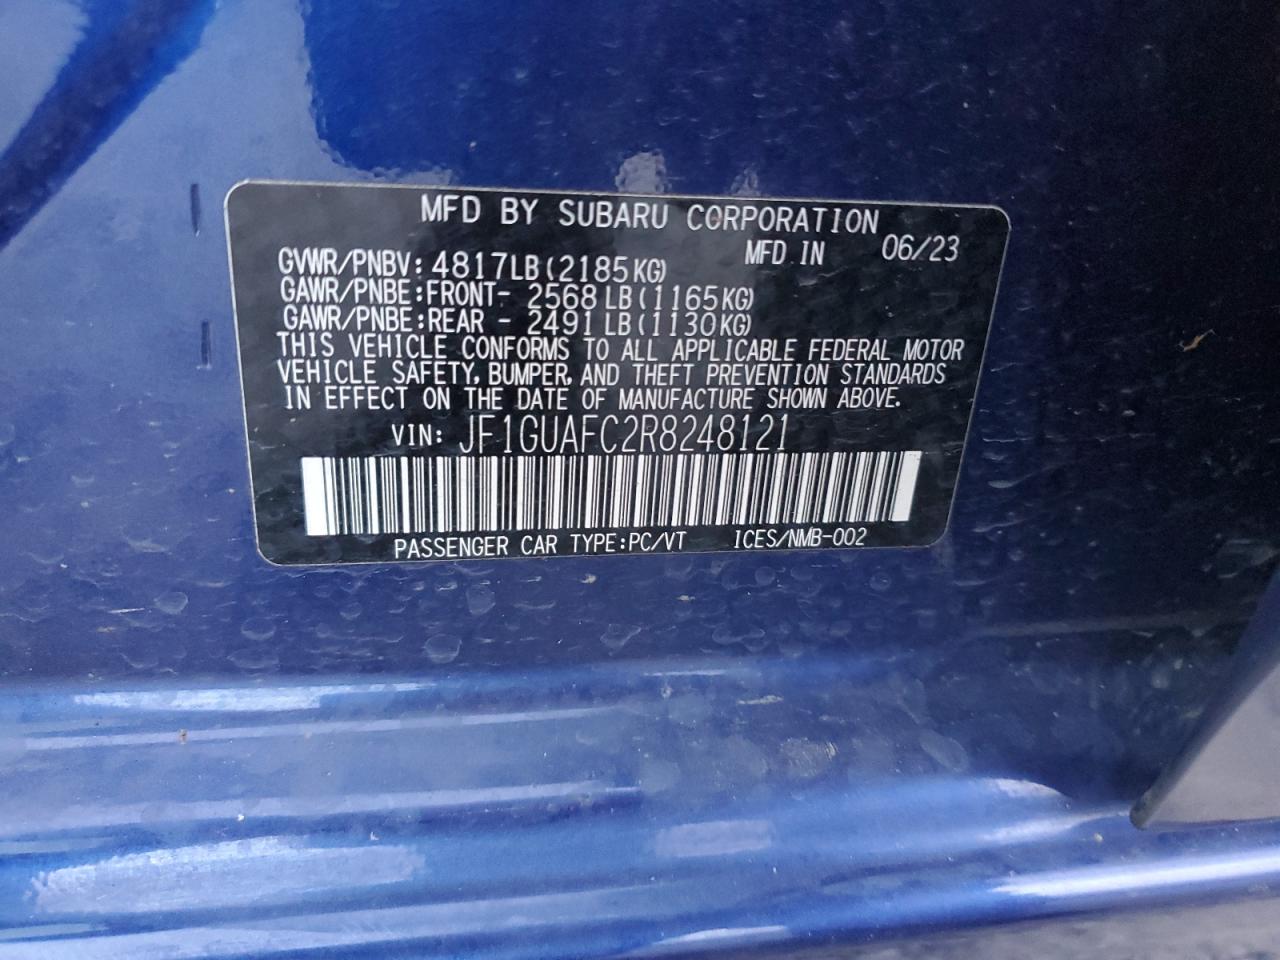 MFD BY SUBARU CORPORATION
MFD IN 06/23
GVWR/PNBV: 4817LB(2185KG)
GAWR/PNBE:FRONT- 2568LB(1165KG)
GAWR/PNBE:REAR - 2491LB(1130KG)
THIS VEHICLE CONFORMS TO ALL APPLICABLE FEDERAL MOTOR
VEHICLE SAFETY, BUMPER, AND THEFT PREVENTION STANDARDS
IN EFFECT ON THE DATE OF MANUFACTURE SHOWN ABOVE.
VIN: JF1GUAFC2R8248121
PASSENGER CAR TYPE:PC/VT ICES/NMB-002